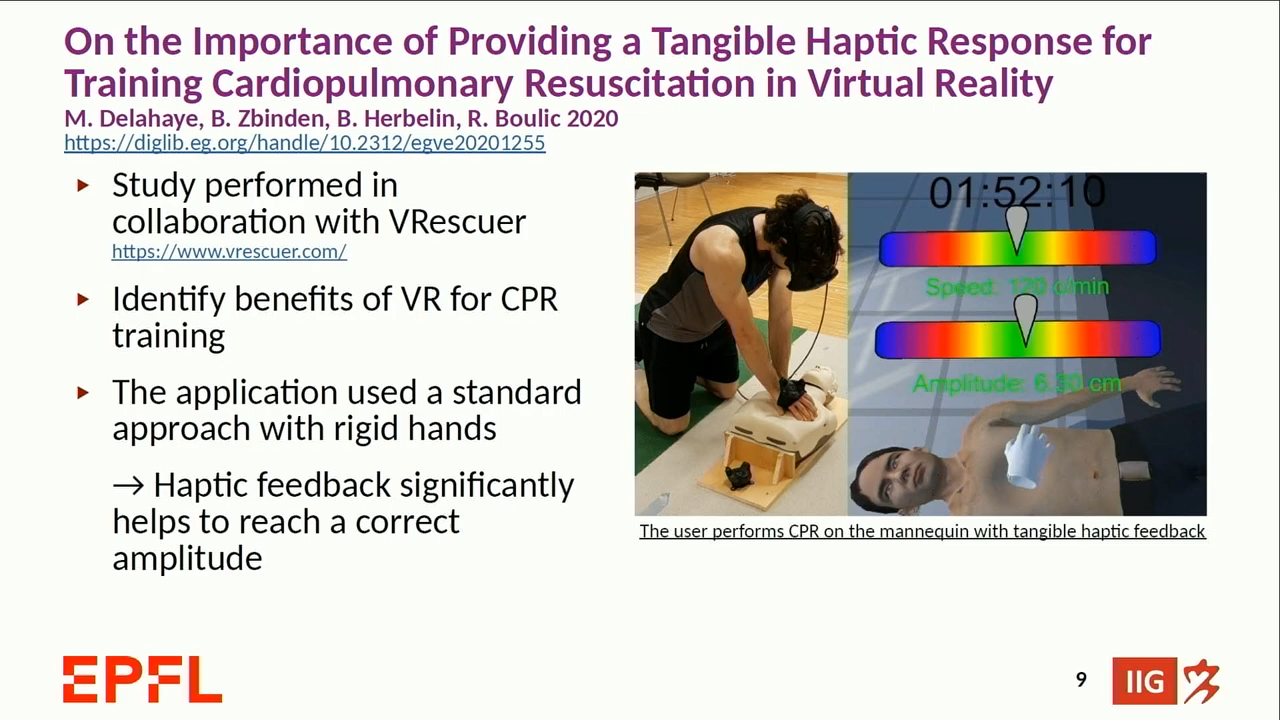 On the Importance of Providing a Tangible Haptic Response for
Training Cardiopulmonary Resuscitation in Virtual Reality
M. Delahaye, B. Zbinden, B. Herbelin, R. Boulic 2020
https://diglib.eg.org/handle/10.2312/egve20201255
▸ Study performed in
collaboration with VRescuer
https://www.vrescuer.com/
▸ Identify benefits of VR for CPR
training
▸ The application used a standard
approach with rigid hands
→ Haptic feedback significantly
helps to reach a correct
amplitude
01:52:10
Speed: 120 c/min
Amplitude: 6.30 cm
The user performs CPR on the mannequin with tangible haptic feedback
EPFL
9
IIG